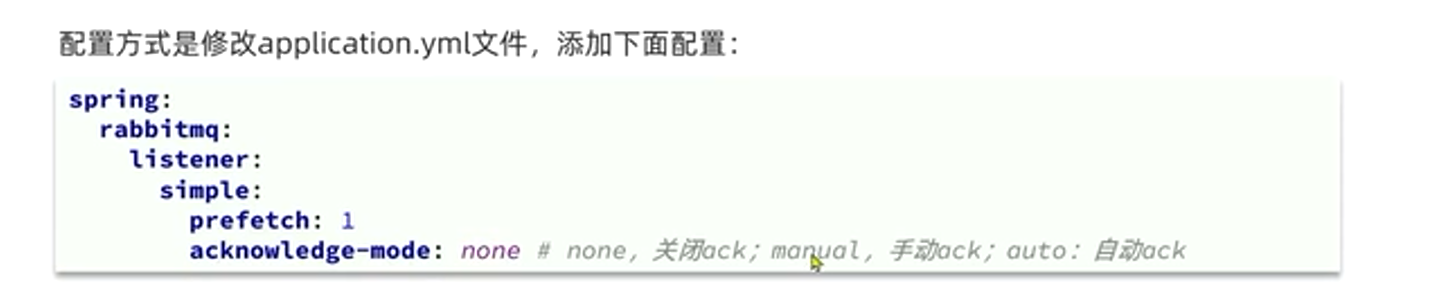 配置方式是修改application.yml文件，添加下面配置：
spring:
  rabbitmq:
    listener:
      simple:
        prefetch: 1
        acknowledge-mode: none # none，关闭ack；manual，手动ack；auto：自动ack